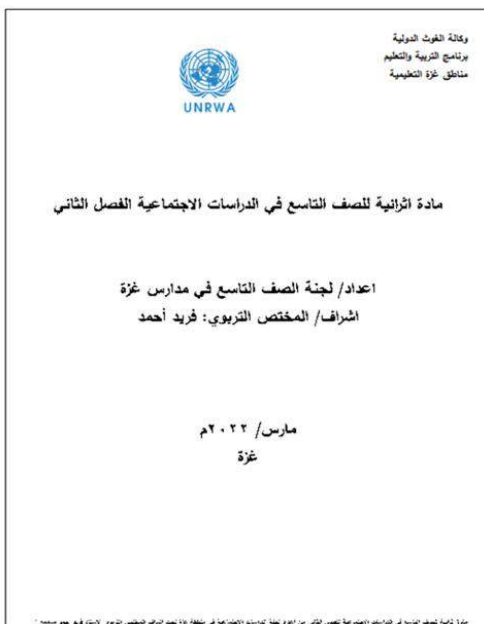 وكالة الغوث الدولية
برنامج التربية والتعليم
مناطق غزة التعليمية
UNRWA
مادة اثرائية للصف التاسع في الدراسات الاجتماعية الفصل الثاني
اعداد/ لجنة الصف التاسع في مدارس غزة
اشراف/ المختص التربوي: فريد أحمد
مارس/ ٢٠٢٢م
غزة